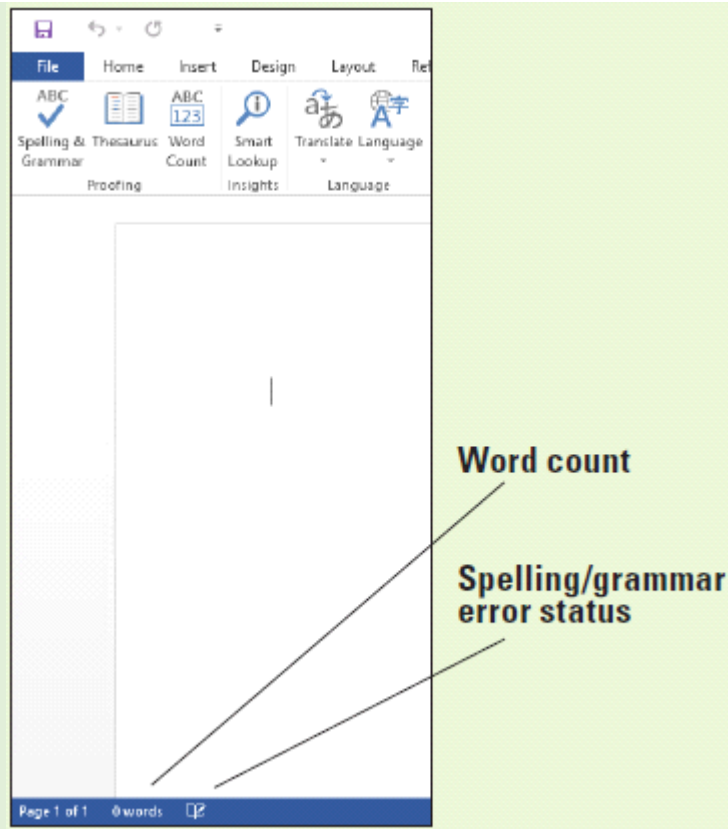 File Home Insert Design Layout Ref
ABC ABC
123
Spelling & Thesaurus Word Smart Translate Language
Grammar Count Lookup
Proofing Insights Language
Word count
Spelling/grammar
error status
Page 1 of 1 0 words